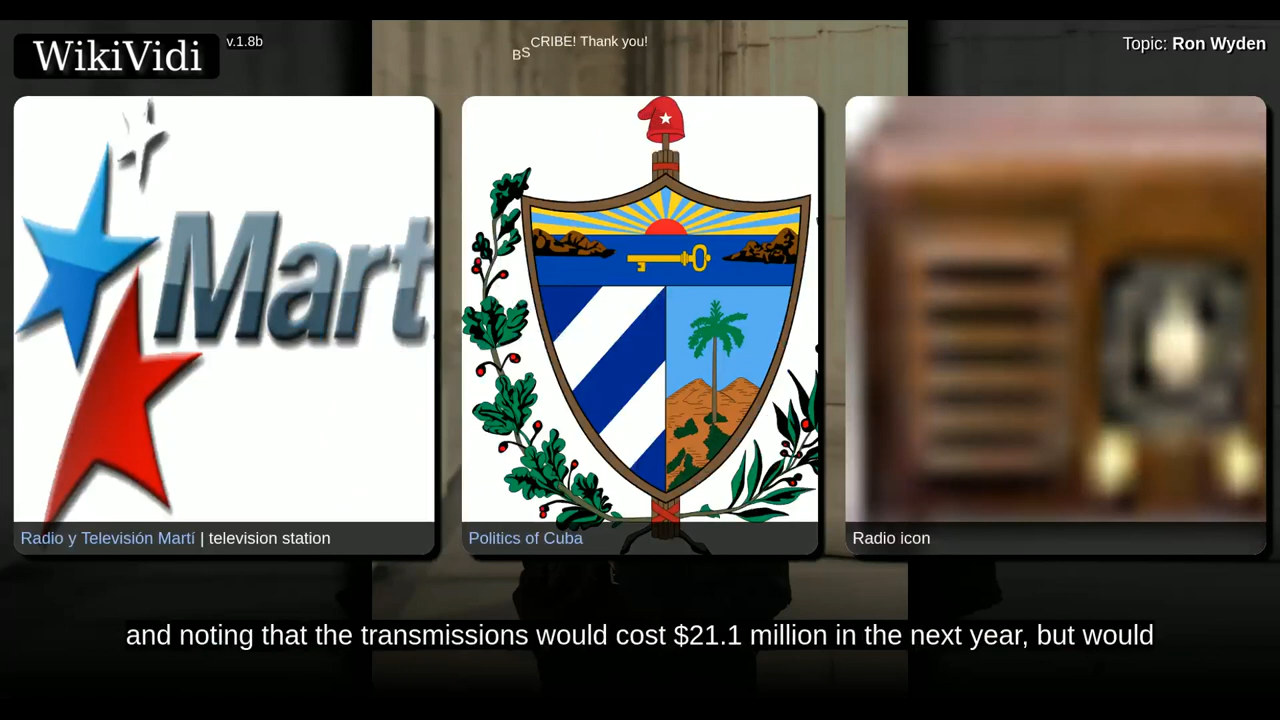 WikiVidi
v.1.8b
BSCRIBE! Thank you!
Topic: Ron Wyden
Mart
Radio y Televisión Martí | television station
Politics of Cuba
Radio icon
and noting that the transmissions would cost $21.1 million in the next year, but would